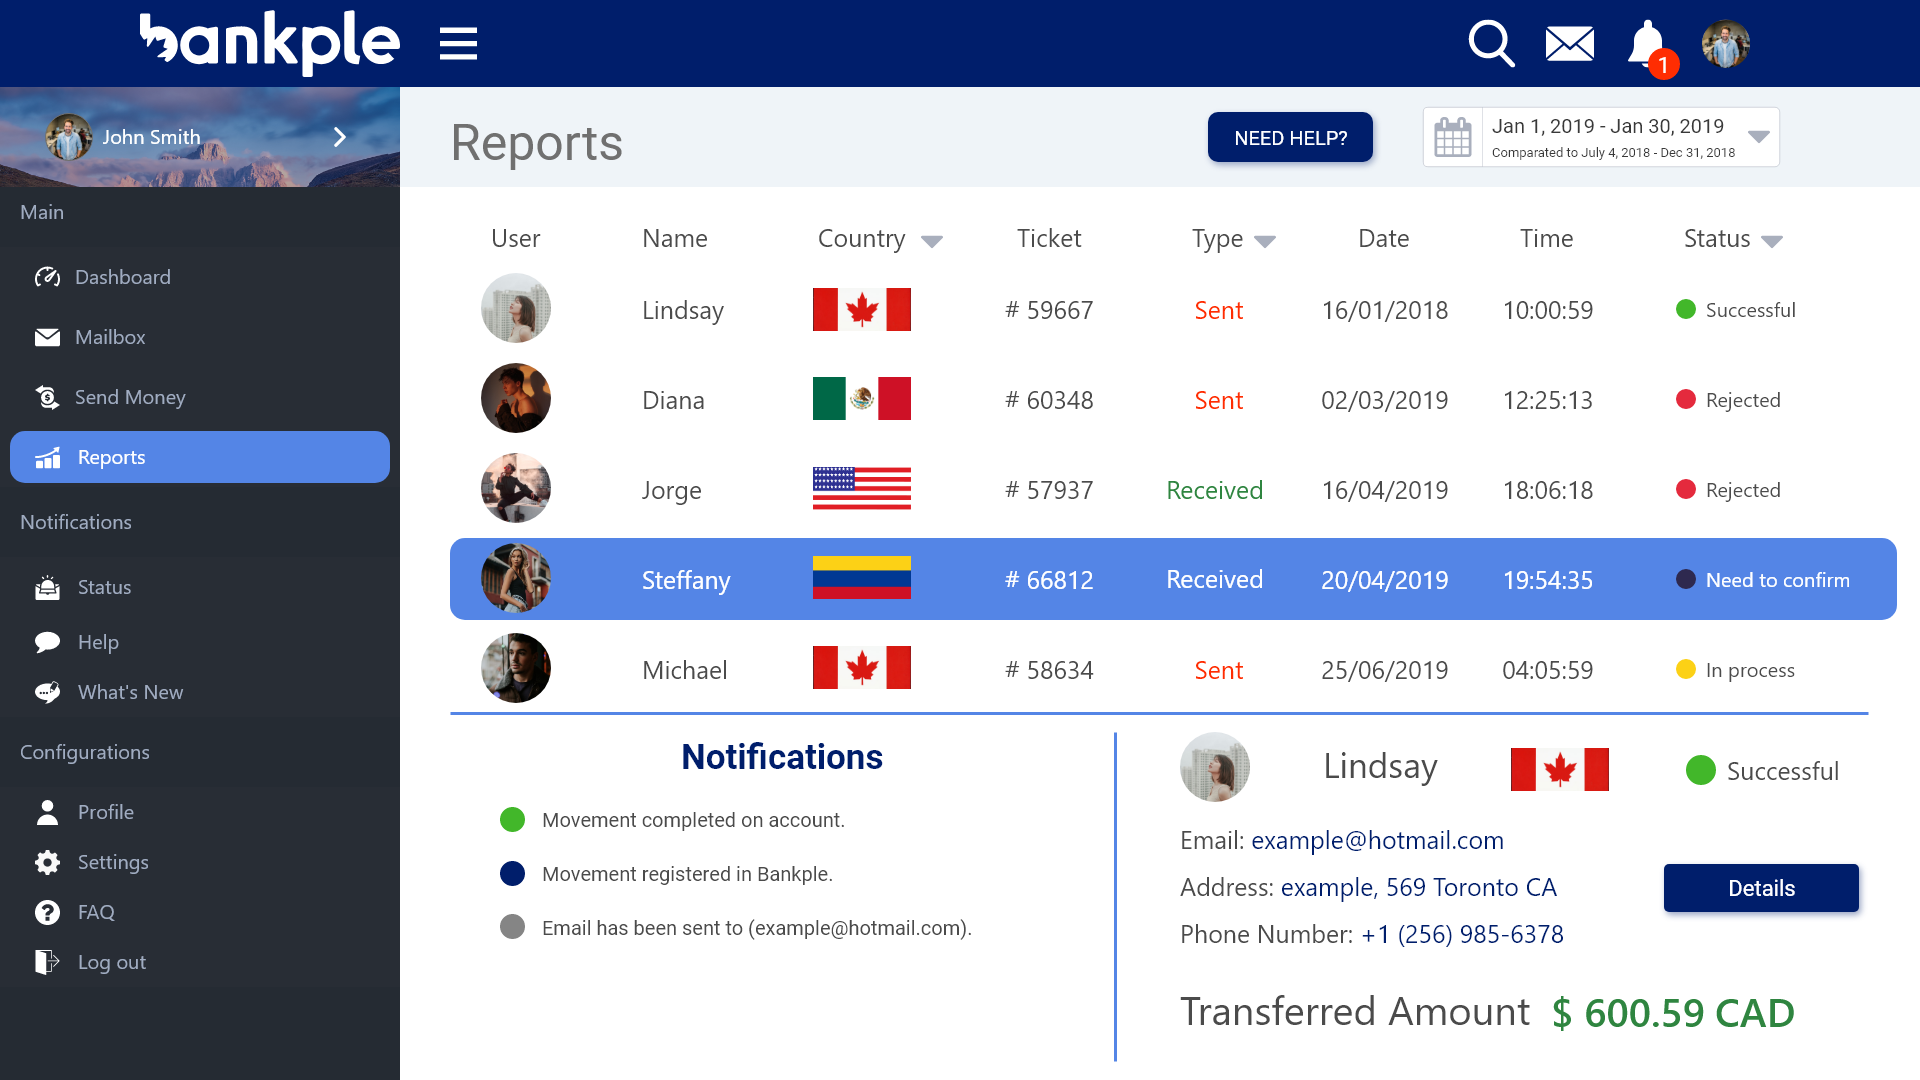 bankple
1
John Smith
Reports
NEED HELP?
Jan 1, 2019 - Jan 30, 2019
Comparated to July 4, 2018 - Dec 31, 2018
Main
Dashboard
Mailbox
Send Money
Reports
Notifications
Status
Help
What's New
Configurations
Profile
Settings
FAQ
Log out
User Name Country Ticket Type Date Time Status
Lindsay # 59667 Sent 16/01/2018 10:00:59 Successful
Diana # 60348 Sent 02/03/2019 12:25:13 Rejected
Jorge # 57937 Received 16/04/2019 18:06:18 Rejected
Steffany # 66812 Received 20/04/2019 19:54:35 Need to confirm
Michael # 58634 Sent 25/06/2019 04:05:59 In process
Notifications
Movement completed on account.
Movement registered in Bankple.
Email has been sent to (example@hotmail.com).
Lindsay Successful
Email: example@hotmail.com
Address: example, 569 Toronto CA
Phone Number: +1 (256) 985-6378
Details
Transferred Amount $ 600.59 CAD